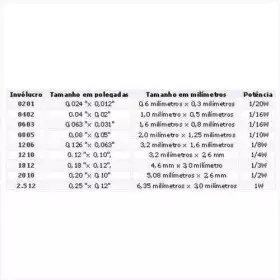 Invólucro Tamanho em polegadas Tamanho em milímetros Potência
0201 0,024 "x 0,012" 0,6 milímetros x 0,3 milímetros 1/20W
0402 0,04 "x 0,02" 1,0 milímetro x 0,5 milímetros 1/16W
0603 0,063 "x 0,031" 1,6 milímetros x 0,8 milímetros 1/16W
0805 0,08 "x 0,05" 2,0 milímetro x 1,25 milímetros 1/10W
1206 0,126 "x 0,063" 3,2 milímetro x 1,6 milímetros 1/8W
1210 0.12 "x 0,10", 3,2 milímetros x 2,6 mm 1/4W
1812 0,18 "x 0,12", 4,6 mm x 3,0 milímetro 1/3W
2010 0,20 "x 0,10" 5,08 milímetros x 2,6 mm 1/2W
2.512 0,25 "x 0,12" 6,35 milímetros x 3,0 milímetros 1W